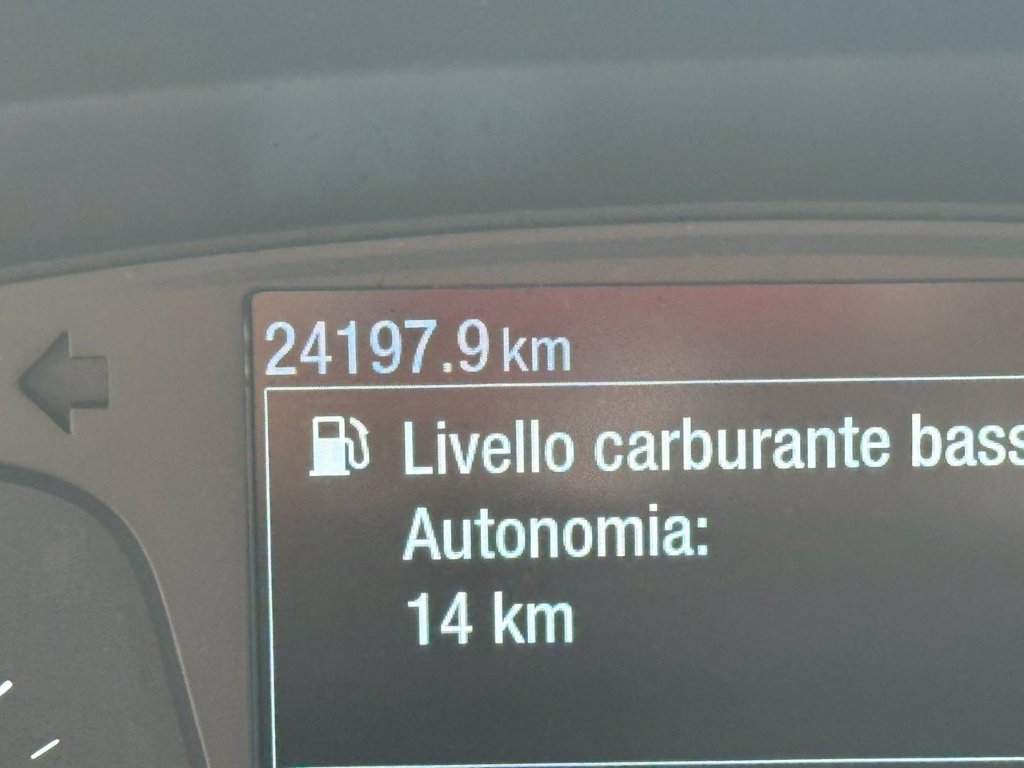 24197.9 km
Livello carburante bass
Autonomia:
14 km